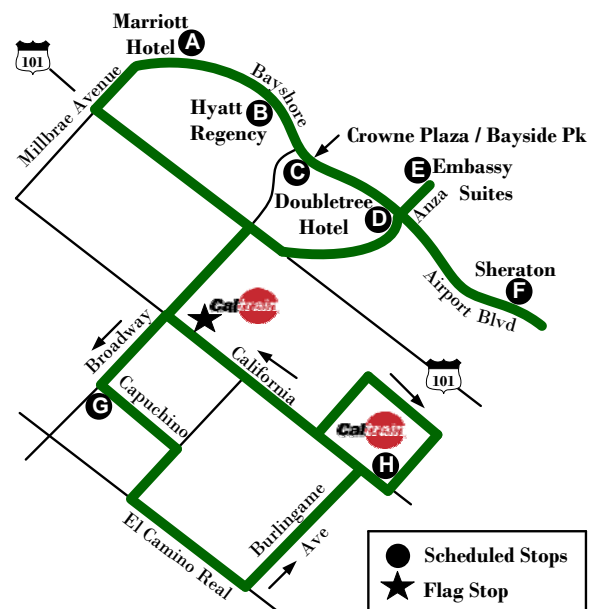 Marriott
Hotel A
101
Millbrae Avenue
Bayshore
Hyatt
Regency
B
Crowne Plaza / Bayside Pk
C
E Embassy
Suites
Doubletree
Hotel
D
Anza
Sheraton
F
Airport Blvd
Caltrain
Broadway
California
101
Capuchino
G
Caltrain
H
Burlingame
Ave
El Camino Real
Scheduled Stops
Flag Stop